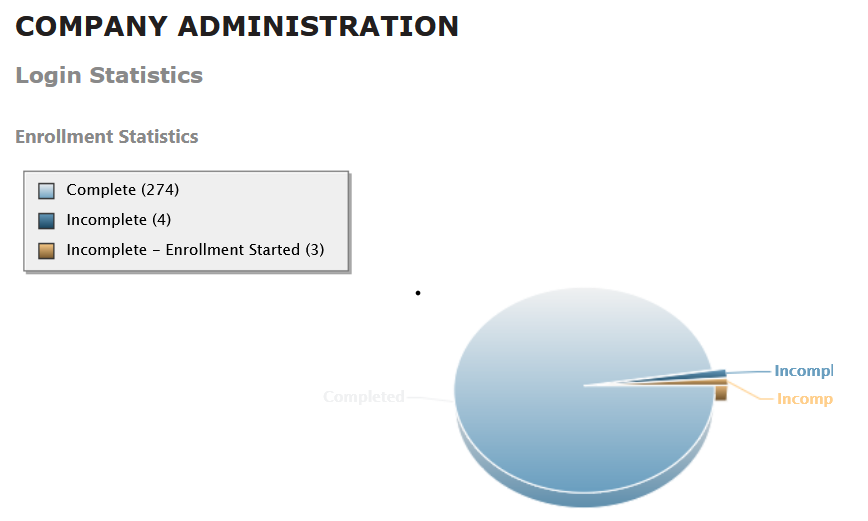 COMPANY ADMINISTRATION
Login Statistics
Enrollment Statistics
Complete (274)
Incomplete (4)
Incomplete - Enrollment Started (3)
Incompl
Completed
Incomp